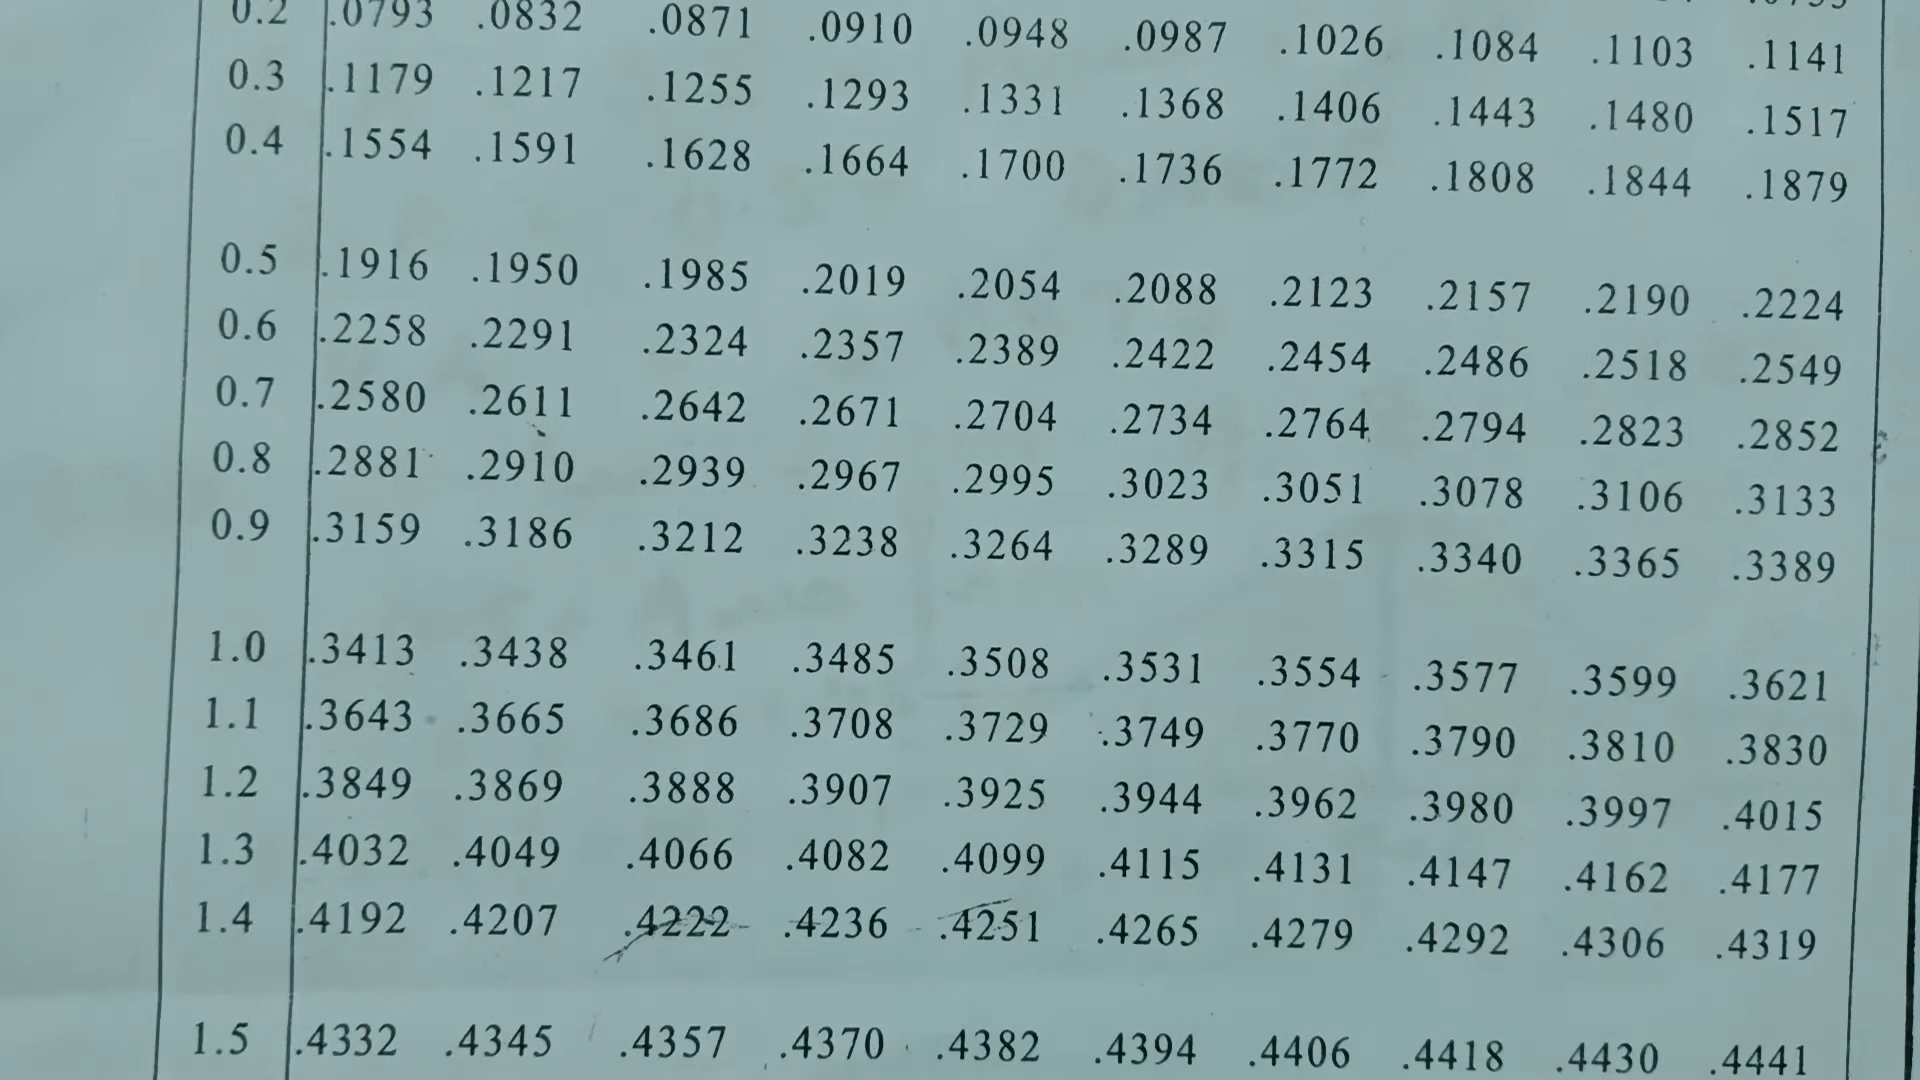 0.2 .0793 .0832 .0871 .0910 .0948 .0987 .1026 .1084 .1103 .1141
0.3 .1179 .1217 .1255 .1293 .1331 .1368 .1406 .1443 .1480 .1517
0.4 .1554 .1591 .1628 .1664 .1700 .1736 .1772 .1808 .1844 .1879
0.5 .1916 .1950 .1985 .2019 .2054 .2088 .2123 .2157 .2190 .2224
0.6 .2258 .2291 .2324 .2357 .2389 .2422 .2454 .2486 .2518 .2549
0.7 .2580 .2611 .2642 .2671 .2704 .2734 .2764 .2794 .2823 .2852
0.8 .2881 .2910 .2939 .2967 .2995 .3023 .3051 .3078 .3106 .3133
0.9 .3159 .3186 .3212 .3238 .3264 .3289 .3315 .3340 .3365 .3389
1.0 .3413 .3438 .3461 .3485 .3508 .3531 .3554 .3577 .3599 .3621
1.1 .3643 .3665 .3686 .3708 .3729 .3749 .3770 .3790 .3810 .3830
1.2 .3849 .3869 .3888 .3907 .3925 .3944 .3962 .3980 .3997 .4015
1.3 .4032 .4049 .4066 .4082 .4099 .4115 .4131 .4147 .4162 .4177
1.4 .4192 .4207 .4222 .4236 .4251 .4265 .4279 .4292 .4306 .4319
1.5 .4332 .4345 .4357 .4370 .4382 .4394 .4406 .4418 .4430 .4441